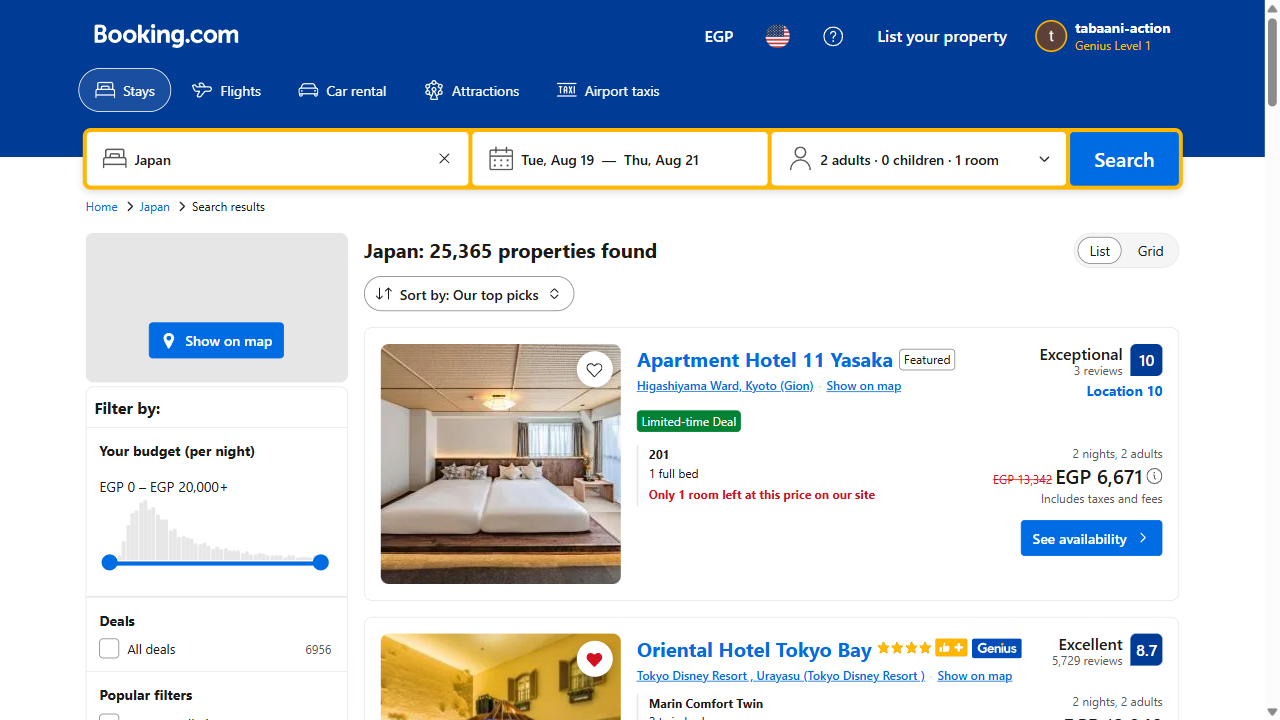 Booking.com
EGP
List your property
t
tabaani-action
Genius Level 1
Stays
Flights
Car rental
Attractions
TAXI
Airport taxis
Japan
Tue, Aug 19 — Thu, Aug 21
2 adults · 0 children · 1 room
Search
Home
Japan
Search results
Show on map
Filter by:
Your budget (per night)
EGP 0 – EGP 20,000+
Deals
All deals
6956
Popular filters
Japan: 25,365 properties found
List
Grid
Sort by: Our top picks
Apartment Hotel 11 Yasaka
Featured
Exceptional
3 reviews
10
Location 10
Higashiyama Ward, Kyoto (Gion)
Show on map
Limited-time Deal
201
1 full bed
Only 1 room left at this price on our site
2 nights, 2 adults
EGP 13,342 EGP 6,671
Includes taxes and fees
See availability
Oriental Hotel Tokyo Bay
Genius
Excellent
5,729 reviews
8.7
Tokyo Disney Resort , Urayasu (Tokyo Disney Resort )
Show on map
Marin Comfort Twin
2 nights, 2 adults